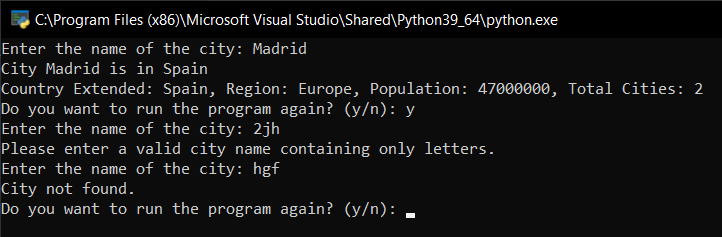 C:\Program Files (x86)\Microsoft Visual Studio\Shared\Python39_64\python.exe
Enter the name of the city: Madrid
City Madrid is in Spain
Country Extended: Spain, Region: Europe, Population: 47000000, Total Cities: 2
Do you want to run the program again? (y/n): y
Enter the name of the city: 2jh
Please enter a valid city name containing only letters.
Enter the name of the city: hgf
City not found.
Do you want to run the program again? (y/n):